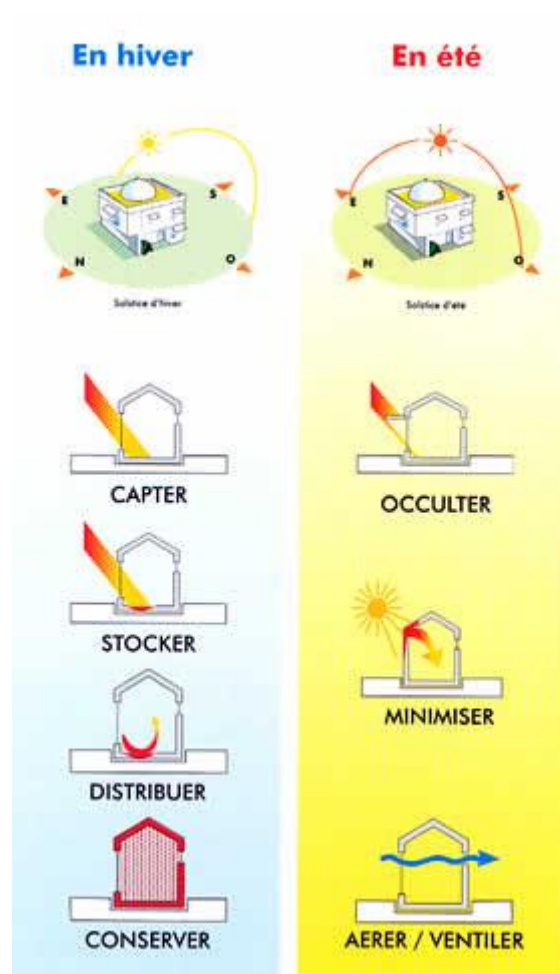 En hiver
En été
E
S
N
O
Solstice d'hiver
E
S
N
O
Solstice d'été
CAPTER
STOCKER
DISTRIBUER
CONSERVER
OCCULTER
MINIMISER
AERER / VENTILER